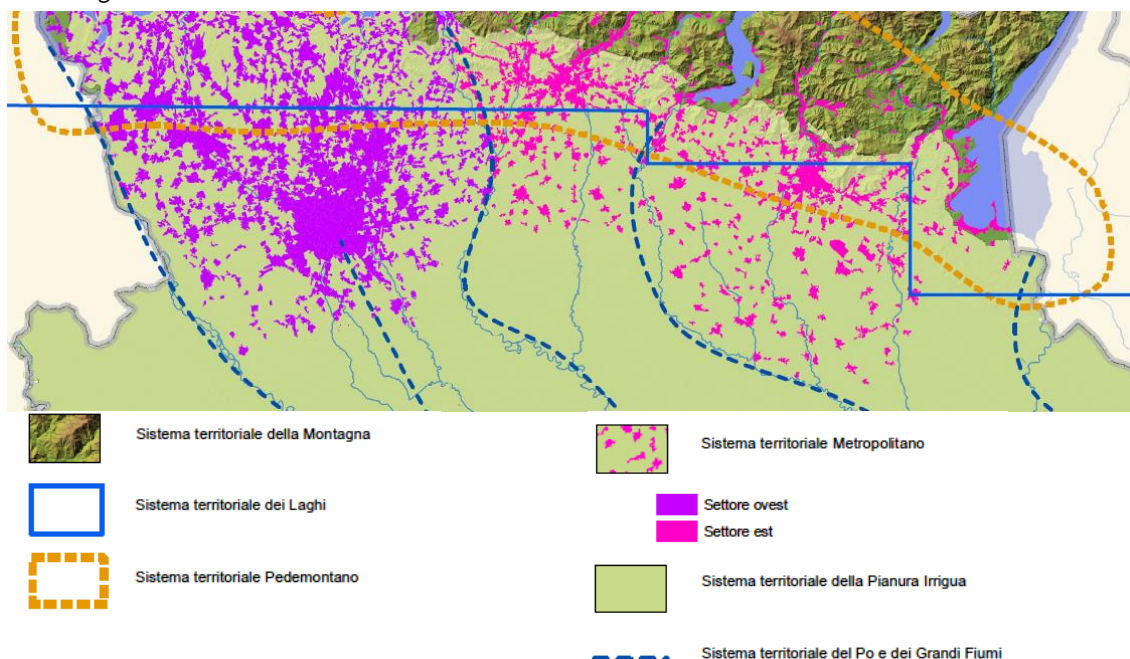 Sistema territoriale della Montagna
Sistema territoriale dei Laghi
Sistema territoriale Pedemontano
Sistema territoriale Metropolitano
Settore ovest
Settore est
Sistema territoriale della Pianura Irrigua
Sistema territoriale del Po e dei Grandi Fiumi